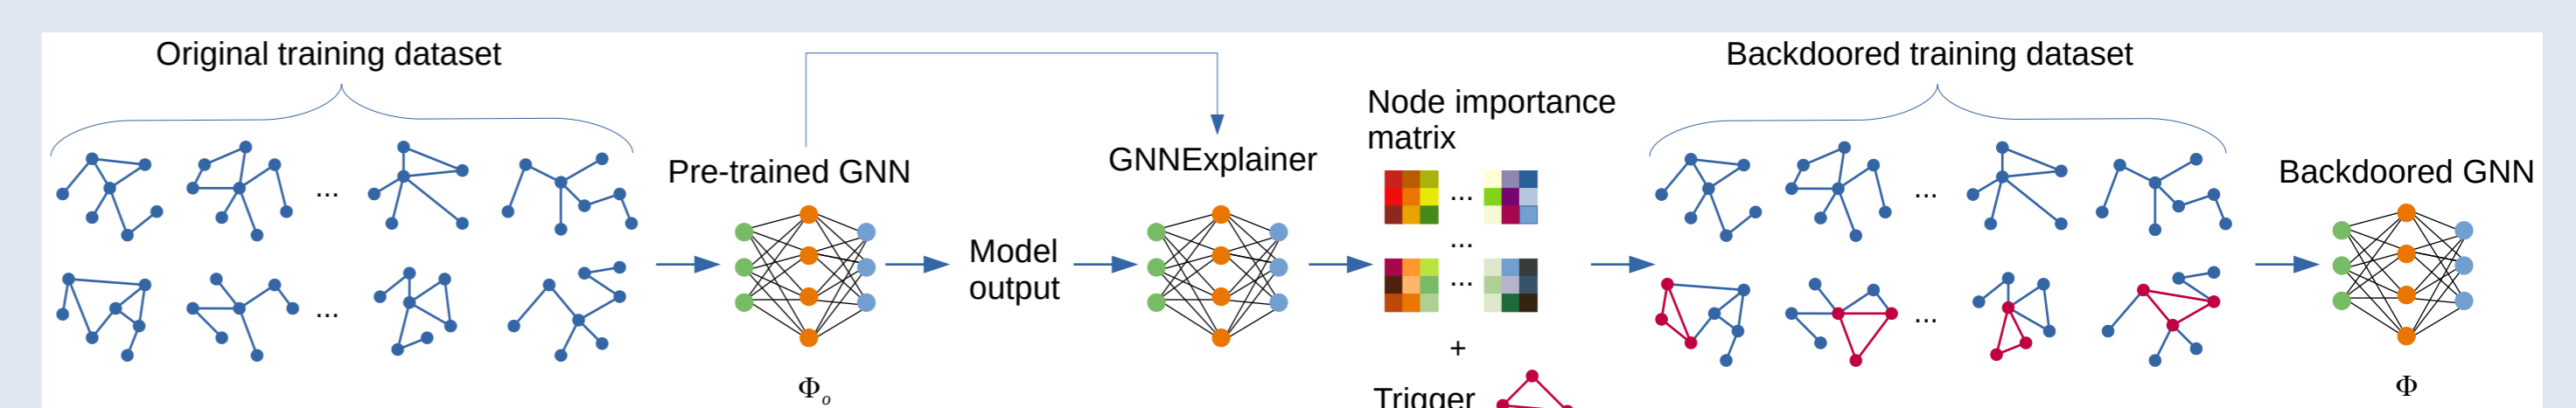 Original training dataset
Pre-trained GNN
Φo
Model
output
GNNExplainer
Node importance
matrix
...
...
...
...
...
...
+
Trigger
Backdoored training dataset
...
...
Backdoored GNN
Φ